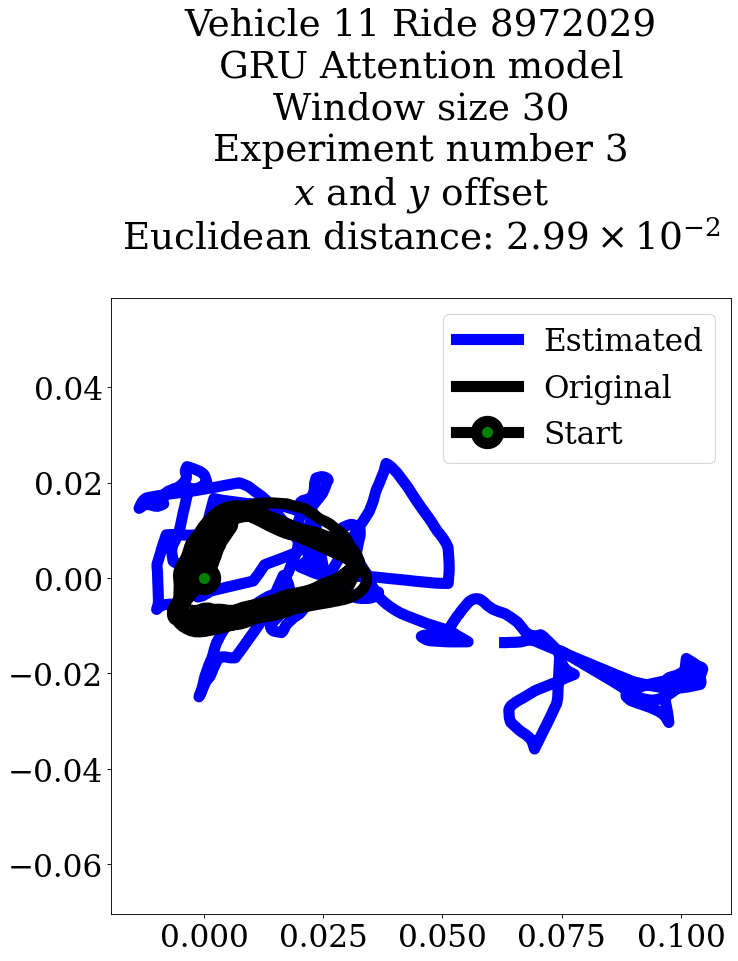 Vehicle 11 Ride 8972029
GRU Attention model
Window size 30
Experiment number 3
x and y offset
Euclidean distance: 2.99 × 10⁻²
Estimated
Original
Start
0.04
0.02
0.00
−0.02
−0.04
−0.06
0.000 0.025 0.050 0.075 0.100